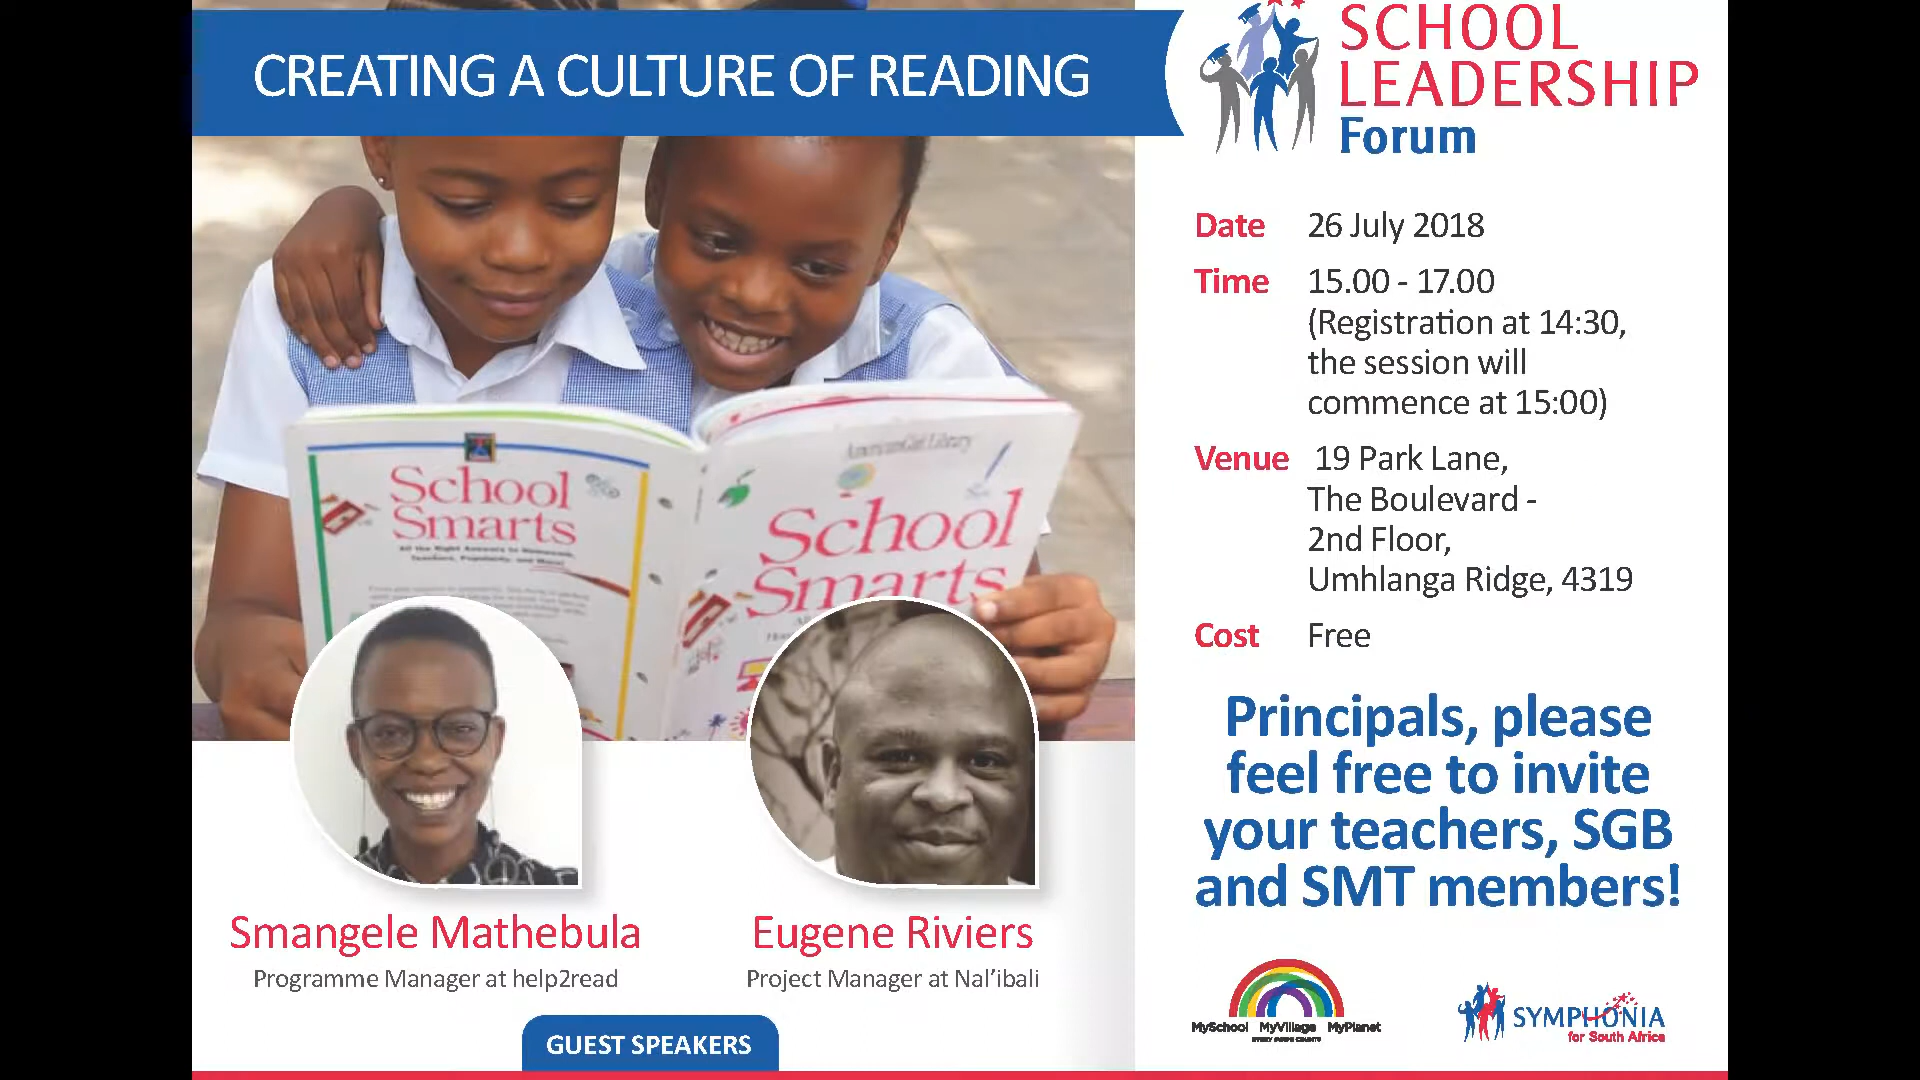 CREATING A CULTURE OF READING
SCHOOL
LEADERSHIP
Forum
Date 26 July 2018
Time 15.00 - 17.00
(Registration at 14:30,
the session will
commence at 15:00)
Venue 19 Park Lane,
The Boulevard -
2nd Floor,
Umhlanga Ridge, 4319
Cost Free
Principals, please
feel free to invite
your teachers, SGB
and SMT members!
American Girl Library
School
Smarts
School
Smarts
Smangele Mathebula
Programme Manager at help2read
Eugene Riviers
Project Manager at Nal’ibali
GUEST SPEAKERS
MySchool MyVillage MyPlanet
SYMPHONIA
for South Africa